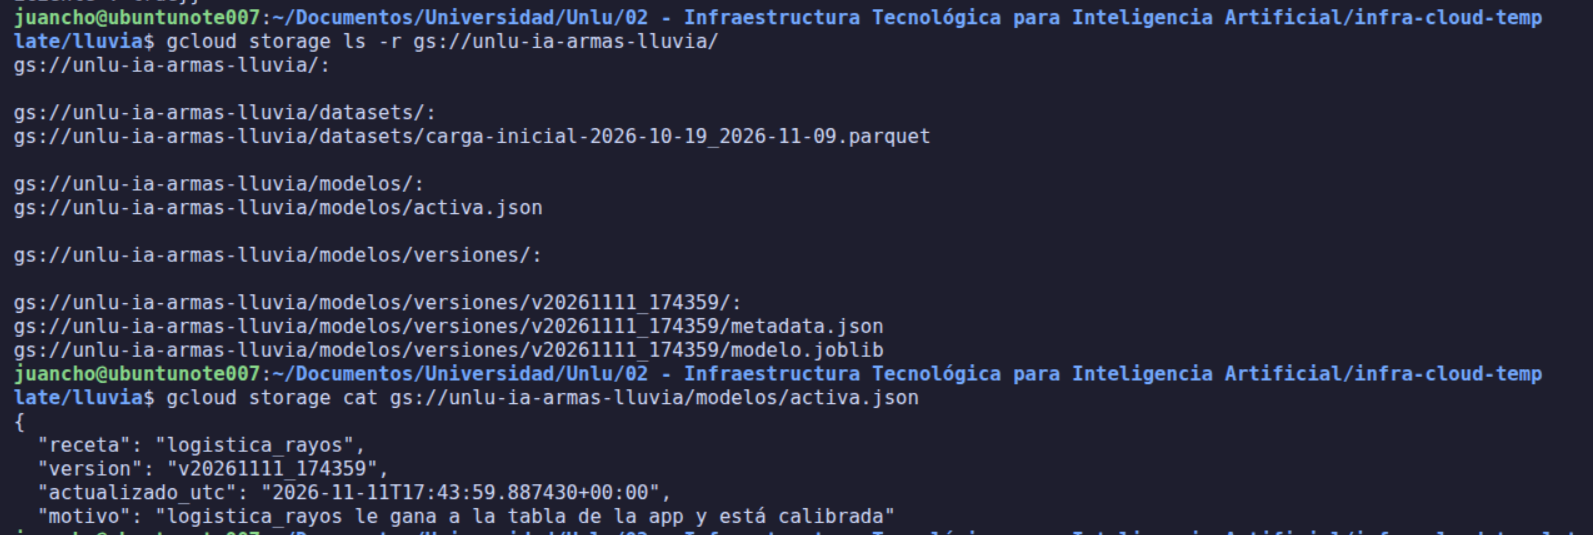 juancho@ubuntunote007:~/Documentos/Universidad/Unlu/02 - Infraestructura Tecnológica para Inteligencia Artificial/infra-cloud-temp
late/lluvia$ gcloud storage ls -r gs://unlu-ia-armas-lluvia/
gs://unlu-ia-armas-lluvia/:
gs://unlu-ia-armas-lluvia/datasets/:
gs://unlu-ia-armas-lluvia/datasets/carga-inicial-2026-10-19_2026-11-09.parquet
gs://unlu-ia-armas-lluvia/modelos/:
gs://unlu-ia-armas-lluvia/modelos/activa.json
gs://unlu-ia-armas-lluvia/modelos/versiones/:
gs://unlu-ia-armas-lluvia/modelos/versiones/v20261111_174359/:
gs://unlu-ia-armas-lluvia/modelos/versiones/v20261111_174359/metadata.json
gs://unlu-ia-armas-lluvia/modelos/versiones/v20261111_174359/modelo.joblib
juancho@ubuntunote007:~/Documentos/Universidad/Unlu/02 - Infraestructura Tecnológica para Inteligencia Artificial/infra-cloud-temp
late/lluvia$ gcloud storage cat gs://unlu-ia-armas-lluvia/modelos/activa.json
{
  "receta": "logistica_rayos",
  "version": "v20261111_174359",
  "actualizado_utc": "2026-11-11T17:43:59.887430+00:00",
  "motivo": "logistica_rayos le gana a la tabla de la app y está calibrada"